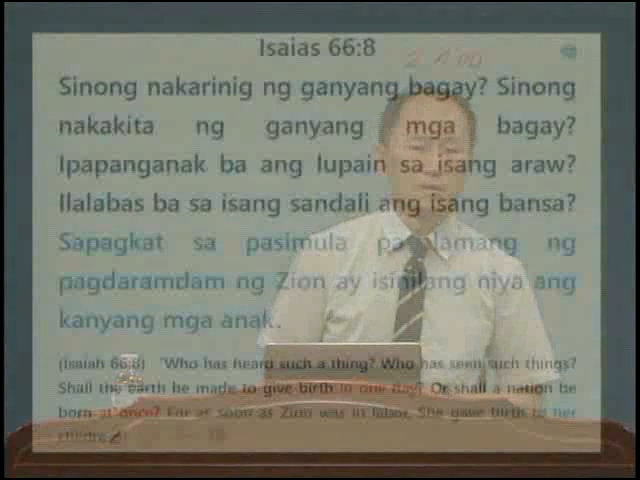 Isaias 66:8
Sinong nakarinig ng ganyang bagay? Sinong
nakakita ng ganyang mga bagay?
Ipapanganak ba ang lupain sa isang araw?
Ilalabas ba sa isang sandali ang isang bansa?
Sapagkat sa pasimula pa lamang ng
pagdaramdam ng Zion ay isinilang niya ang
kanyang mga anak.
(Isaiah 66:8) "Who has heard such a thing? Who has seen such things?
Shall the earth be made to give birth in one day? Or shall a nation be
born at once? For as soon as Zion was in labor, She gave birth to her